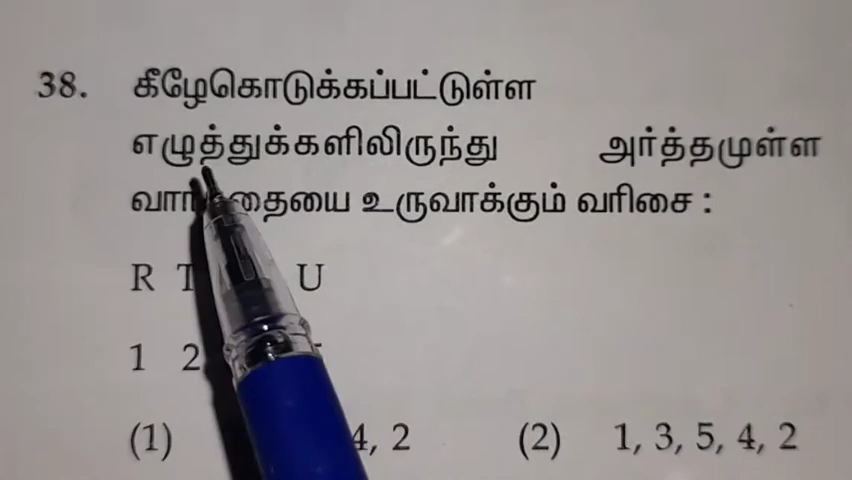 38. கீழேகொடுக்கப்பட்டுள்ள
எழுத்துக்களிலிருந்து அர்த்தமுள்ள
உருவாக்கும் வரிசை :
R T U
1 2
(1) 4, 2 (2) 1, 3, 5, 4, 2